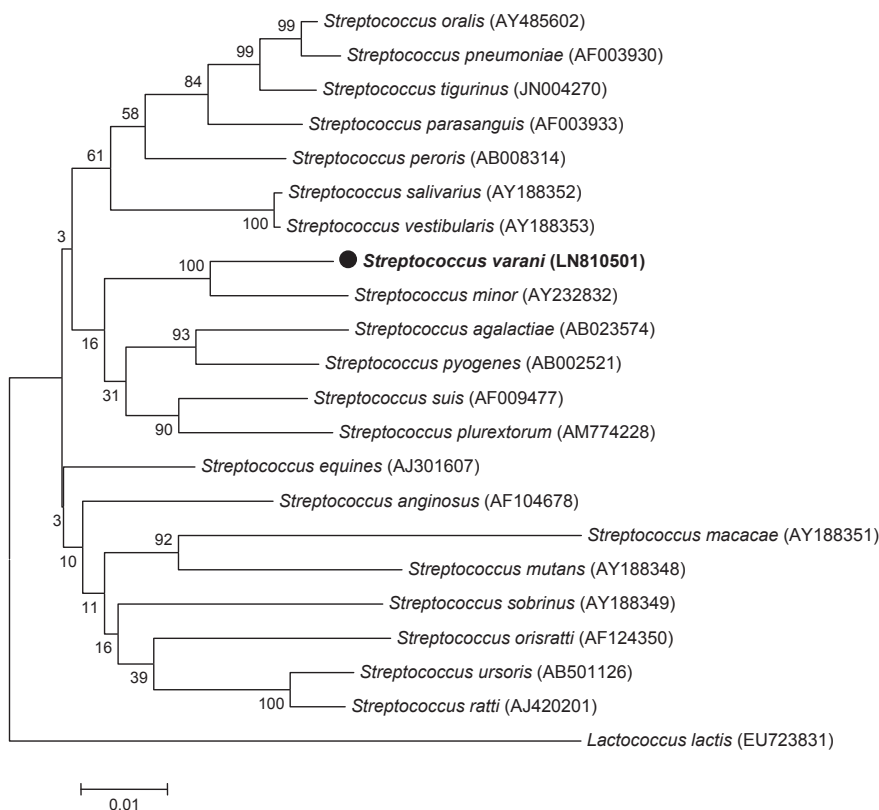 99 Streptococcus oralis (AY485602)
99 Streptococcus pneumoniae (AF003930)
84 Streptococcus tigurinus (JN004270)
58 Streptococcus parasanguis (AF003933)
61 Streptococcus peroris (AB008314)
Streptococcus salivarius (AY188352)
100 Streptococcus vestibularis (AY188353)
3
100 Streptococcus varani (LN810501)
Streptococcus minor (AY232832)
16 93 Streptococcus agalactiae (AB023574)
Streptococcus pyogenes (AB002521)
31 Streptococcus suis (AF009477)
90 Streptococcus plurextorum (AM774228)
Streptococcus equines (AJ301607)
3 Streptococcus anginosus (AF104678)
10 92 Streptococcus macacae (AY188351)
Streptococcus mutans (AY188348)
11 Streptococcus sobrinus (AY188349)
16 Streptococcus orisratti (AF124350)
39 Streptococcus ursoris (AB501126)
100 Streptococcus ratti (AJ420201)
Lactococcus lactis (EU723831)
0.01